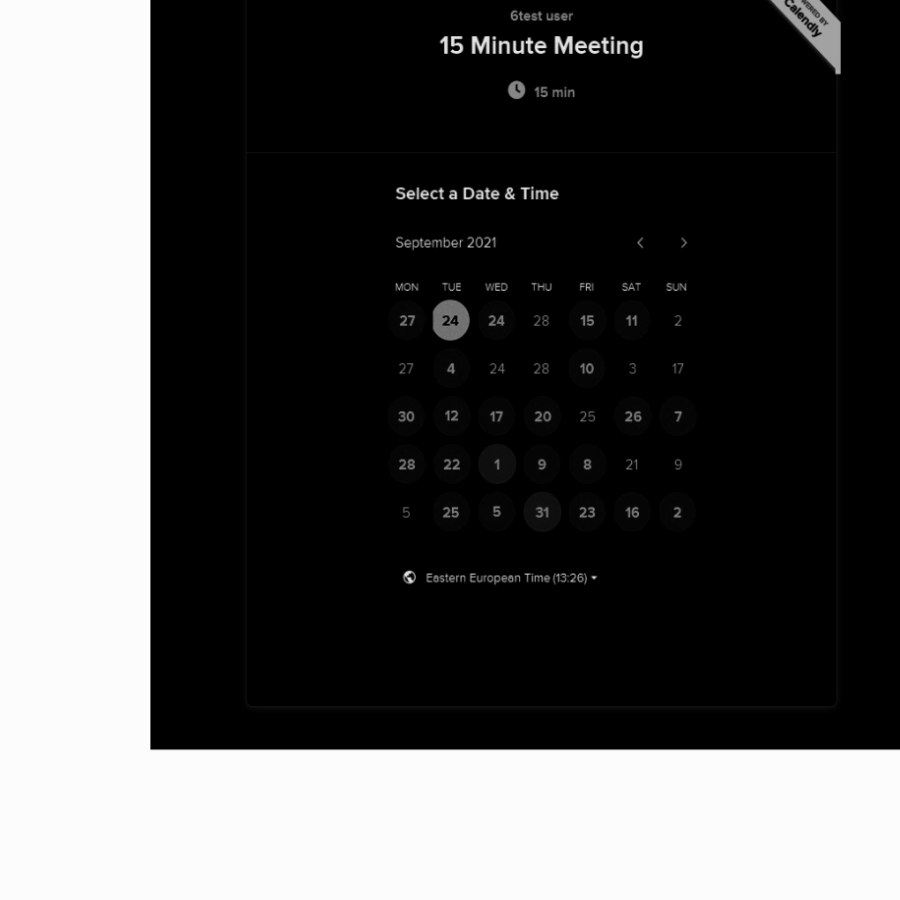 6test user
15 Minute Meeting
15 min
Calendly
Select a Date & Time
September 2021
MON TUE WED THU FRI SAT SUN
27 24 24 28 15 11 2
27 4 24 28 10 3 17
30 12 17 20 25 26 7
28 22 1 9 8 21 9
5 25 5 31 23 16 2
Eastern European Time (13:26)